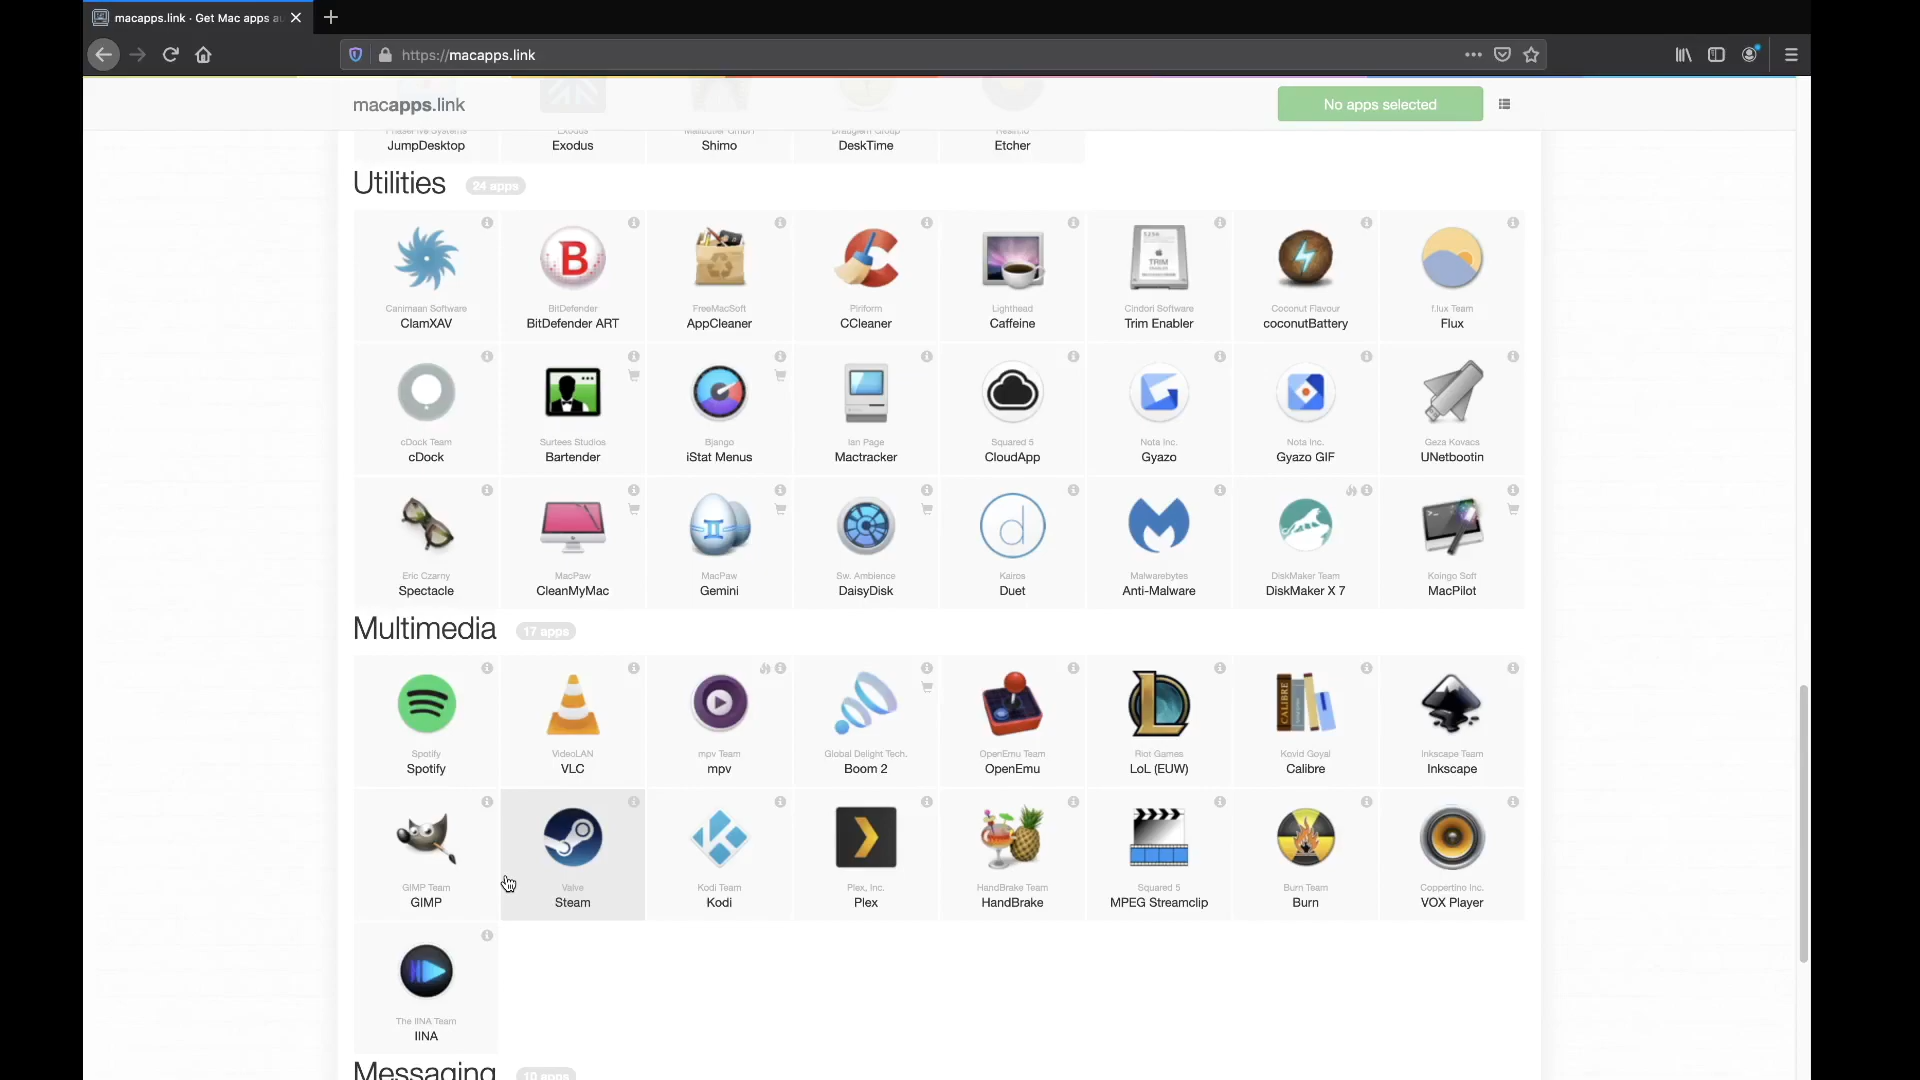 macapps.link · Get Mac apps
https://macapps.link
macapps.link
No apps selected
JumpDesktop
Exodus
Exodus
Shimo
DeskTime
Etcher
Utilities
24 apps
Canimaan Software
ClamXAV
BitDefender
BitDefender ART
FreeMacSoft
AppCleaner
Piriform
CCleaner
Lighthead
Caffeine
TRIM
ENABLER
Cindori Software
Trim Enabler
Coconut Flavour
coconutBattery
f.lux Team
Flux
cDock Team
cDock
Surtees Studios
Bartender
Bjango
iStat Menus
Ian Page
Mactracker
Squared 5
CloudApp
Nota Inc.
Gyazo
Nota Inc.
Gyazo GIF
Geza Kovacs
UNetbootin
Eric Czarny
Spectacle
MacPaw
CleanMyMac
MacPaw
Gemini
Sw. Ambience
DaisyDisk
Kairos
Duet
Malwarebytes
Anti-Malware
DiskMaker Team
DiskMaker X 7
Koingo Soft
MacPilot
Multimedia
17 apps
Spotify
Spotify
VideoLAN
VLC
mpv Team
mpv
Global Delight Tech.
Boom 2
OpenEmu Team
OpenEmu
Riot Games
LoL (EUW)
CALIBRE
Kovid Goyal
Calibre
Inkscape Team
Inkscape
GIMP Team
GIMP
Valve
Steam
Kodi Team
Kodi
Plex, Inc.
Plex
HandBrake Team
HandBrake
Squared 5
MPEG Streamclip
Burn Team
Burn
Coppertino Inc.
VOX Player
The IINA Team
IINA
Messaging
10 apps